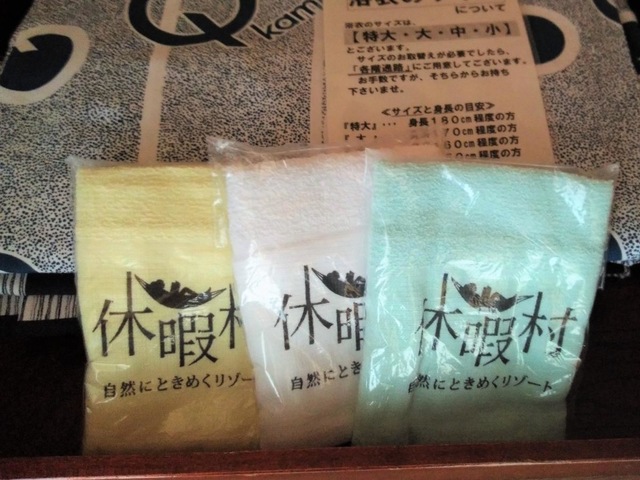 Qkam
浴衣の
について
浴衣のサイズは、
【特大・大・中・小】
とございます。
サイズのお取替えが必要でしたら、
「各階通路」にご用意してございます。
お手数ですが、そちらからお持ち
下さいませ。
≪サイズと身長の目安≫
『特大』・・・ 身長180cm程度の方
70cm程度の方
60cm程度の方
cm程度の方
休暇村
自然にときめくリゾー
休暇
自然にとき
休暇村
自然にときめくリゾート